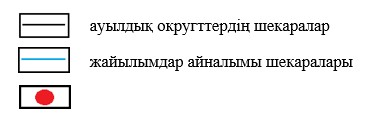 ауылдық округттердің шекаралар
жайылымдар айналымы шекаралары